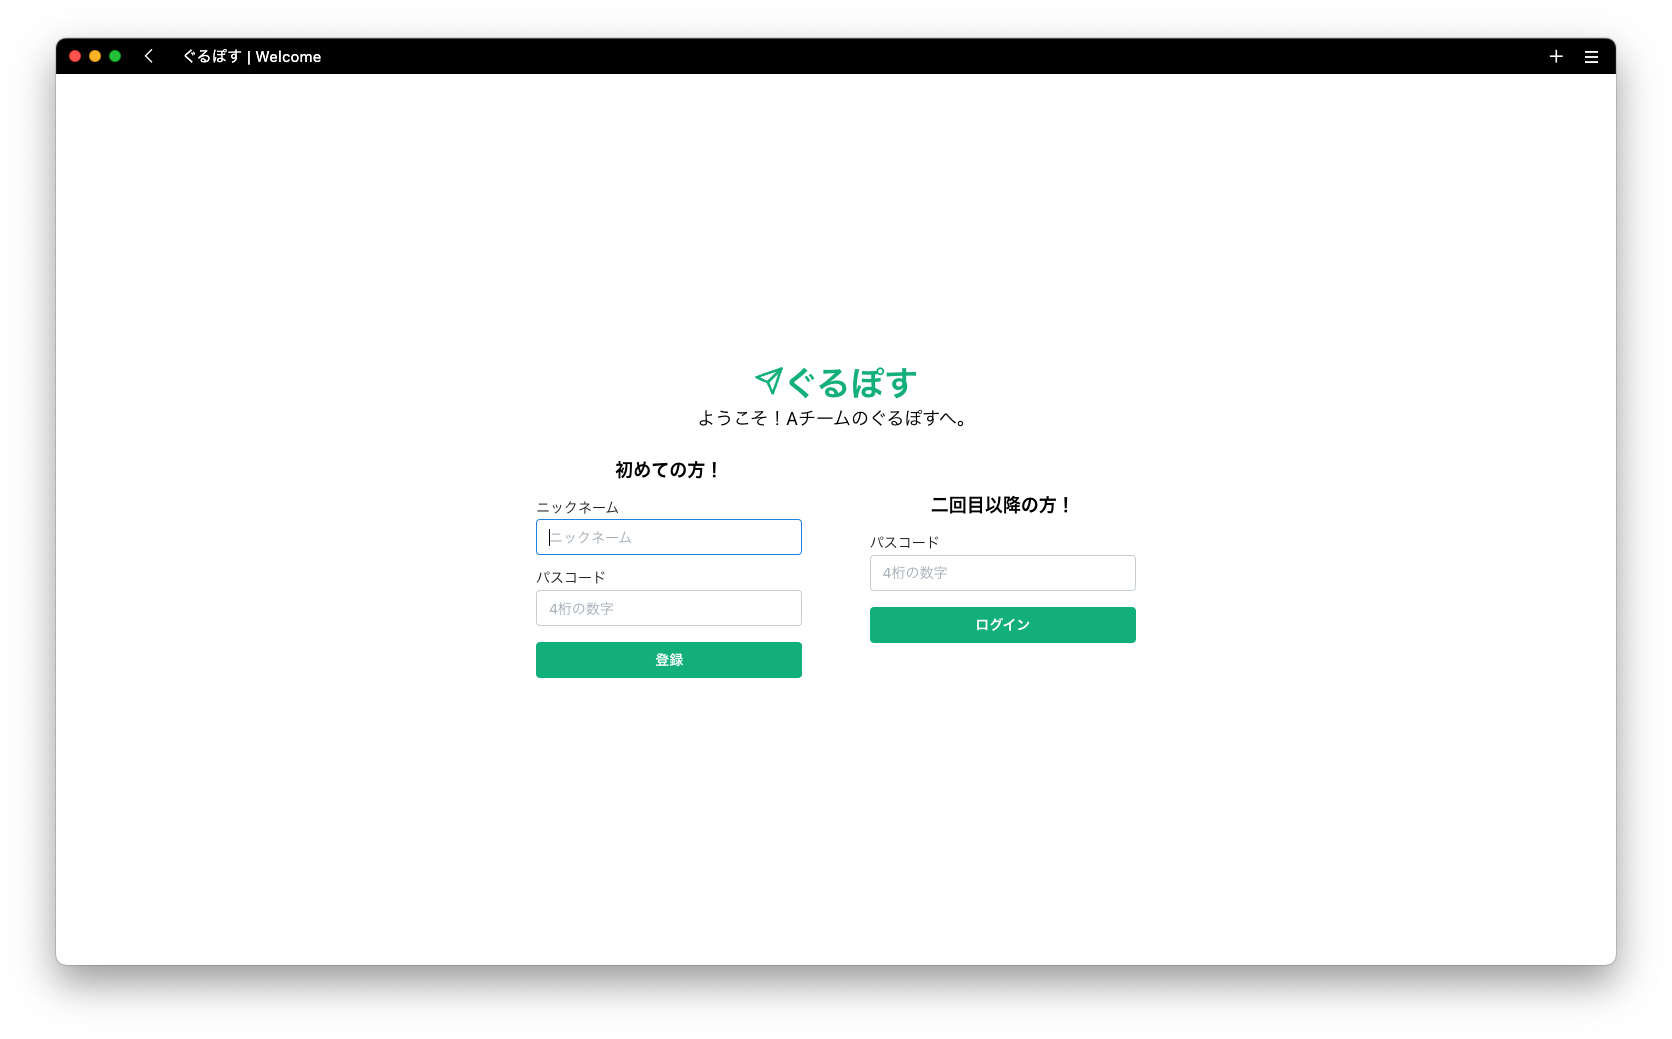 ぐるぽす | Welcome
ぐるぽす
ようこそ！Aチームのぐるぽすへ。
初めての方！
ニックネーム
ニックネーム
パスコード
4桁の数字
登録
二回目以降の方！
パスコード
4桁の数字
ログイン